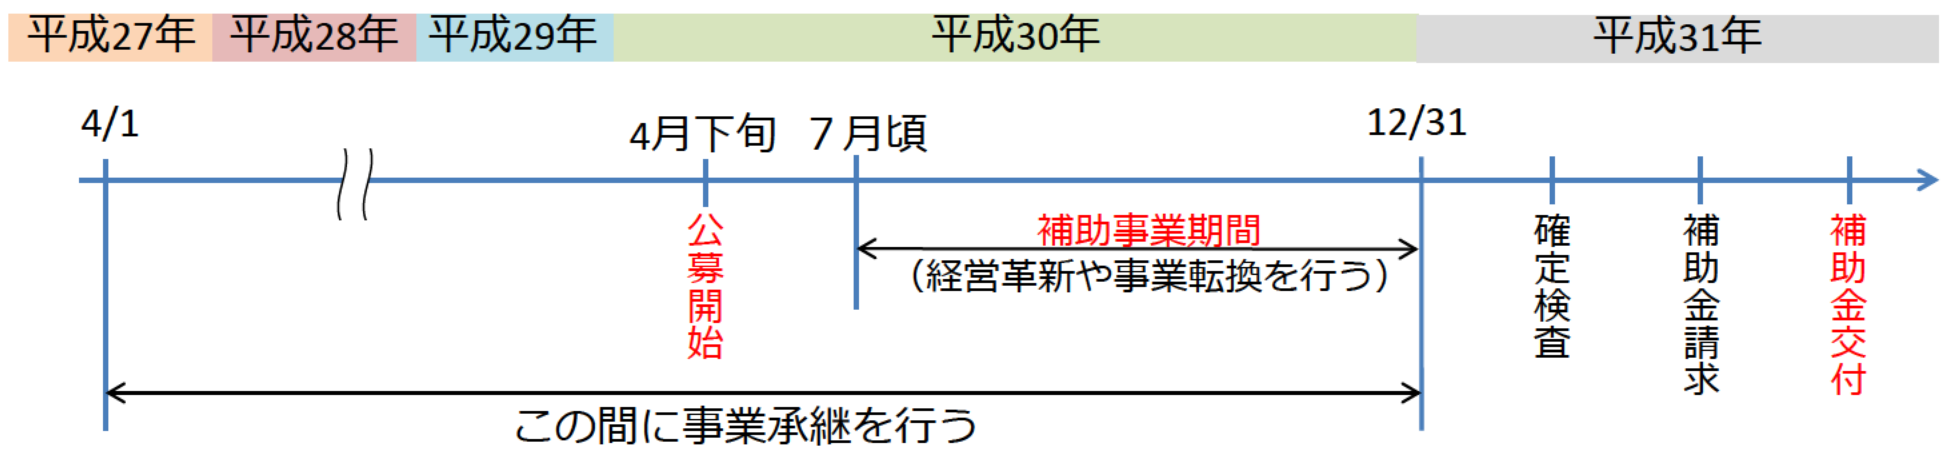 平成27年
平成28年
平成29年
平成30年
平成31年
4/1
4月下旬
７月頃
12/31
公募開始
補助事業期間
（経営革新や事業転換を行う）
確定検査
補助金請求
補助金交付
この間に事業承継を行う